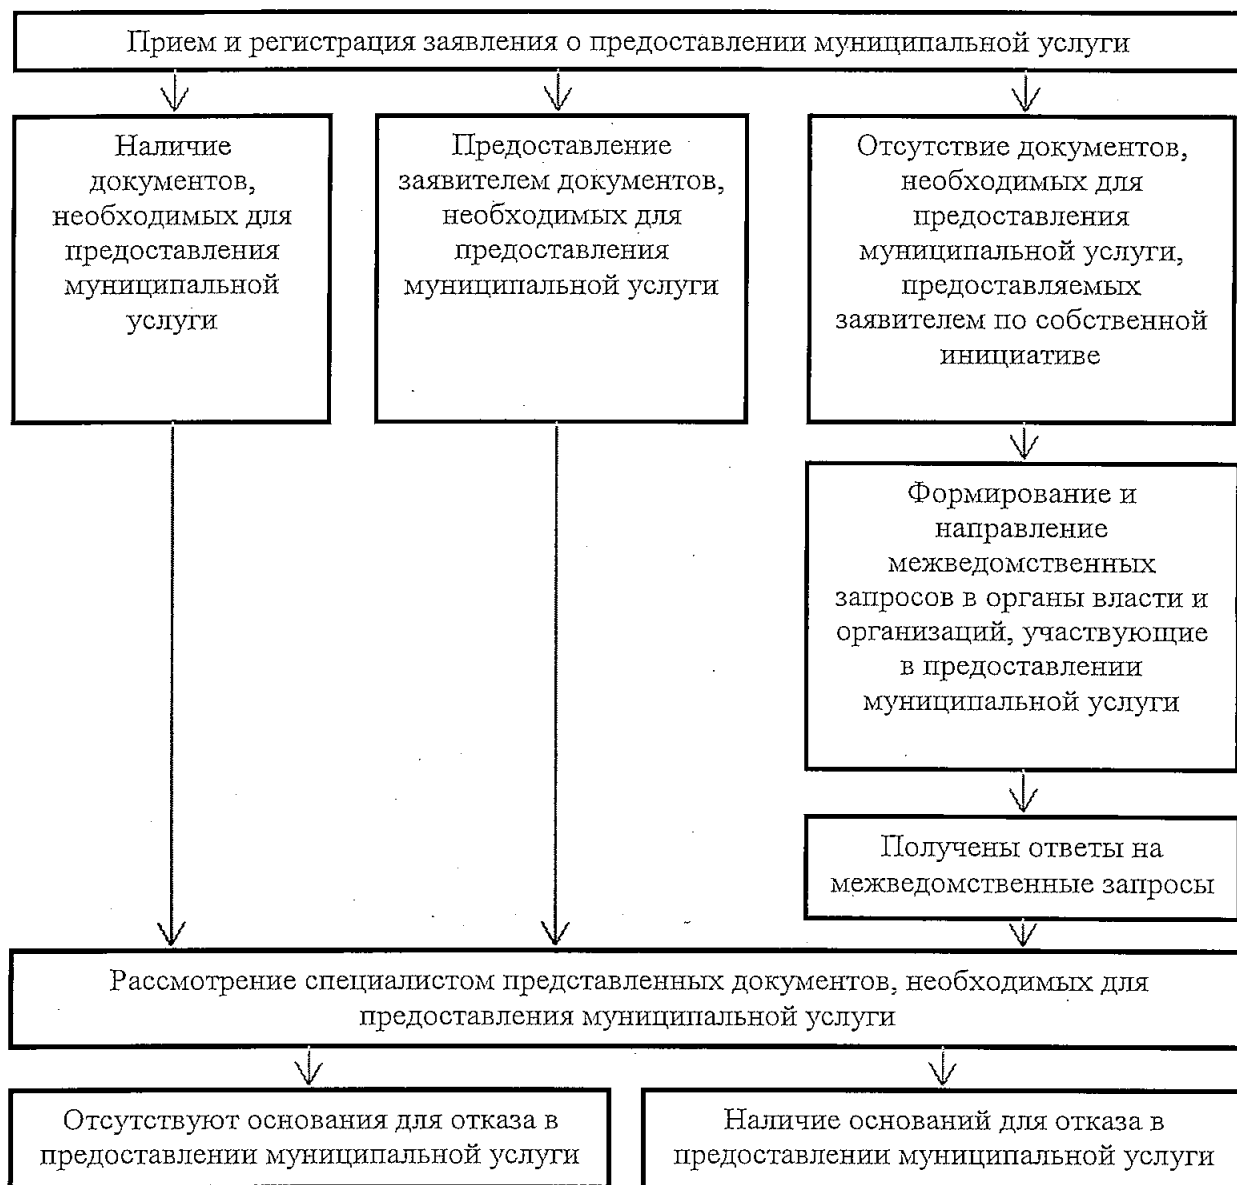 Прием и регистрация заявления о предоставлении муниципальной услуги
Наличие
документов,
необходимых для
предоставления
муниципальной
услуги
Предоставление
заявителем документов,
необходимых для
предоставления
муниципальной услуги
Отсутствие документов,
необходимых для
предоставления
муниципальной услуги,
предоставляемых
заявителем по собственной
инициативе
Формирование и
направление
межведомственных
запросов в органы власти и
организаций, участвующие
в предоставлении
муниципальной услуги
Получены ответы на
межведомственные запросы
Рассмотрение специалистом представленных документов, необходимых для
предоставления муниципальной услуги
Отсутствуют основания для отказа в
предоставлении муниципальной услуги
Наличие оснований для отказа в
предоставлении муниципальной услуги